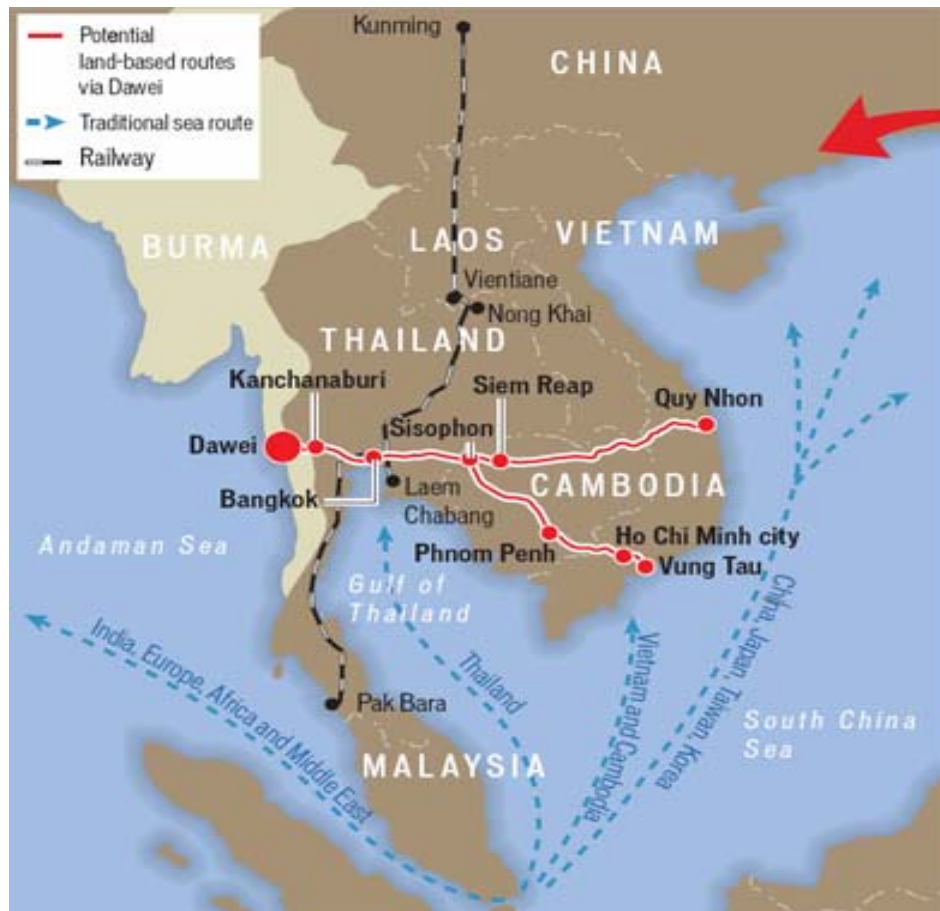 Potential
land-based routes
via Dawei
Traditional sea route
Railway
Kunming
CHINA
BURMA
LAOS
VIETNAM
Vientiane
Nong Khai
THAILAND
Kanchanaburi
Siem Reap
Quy Nhon
Dawei
Sisophon
Bangkok
Laem
Chabang
CAMBODIA
Andaman Sea
Phnom Penh
Ho Chi Minh city
Vung Tau
Gulf of
Thailand
India, Europe, Africa and Middle East
Thailand
Vietnam and Cambodia
China, Japan, Taiwan, Korea
Pak Bara
South China
Sea
MALAYSIA